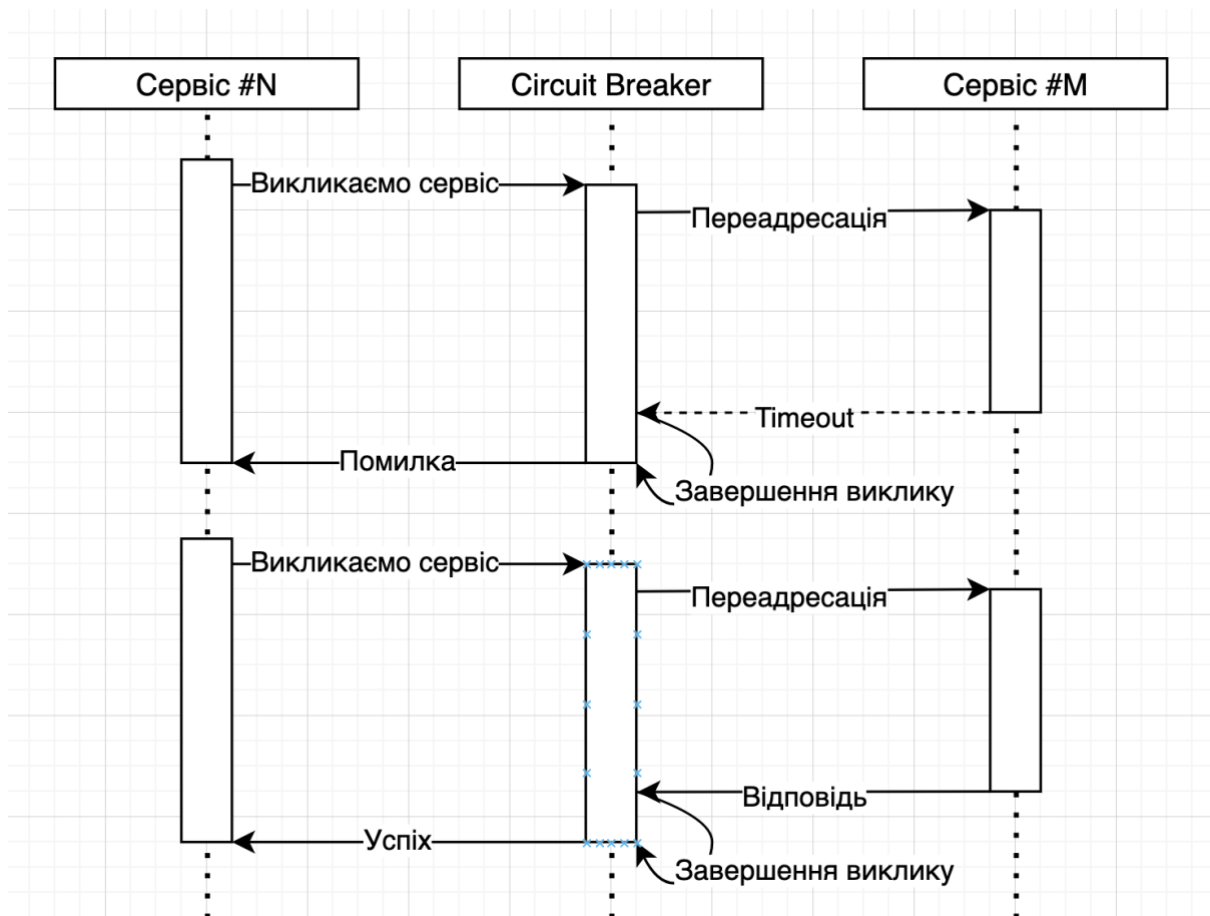 Сервіс #N
Circuit Breaker
Сервіс #M
Викликаємо сервіс
Переадресація
Timeout
Помилка
Завершення виклику
Викликаємо сервіс
Переадресація
Відповідь
Успіх
Завершення виклику